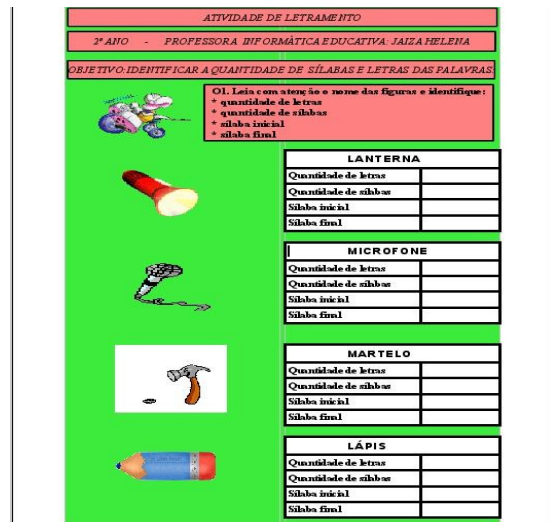 ATIVIDADE DE LETRAMENTO
2º ANO - PROFESSORA INFORMÁTICA EDUCATIVA: JAIZA HELENA
OBJETIVO: IDENTIFICAR A QUANTIDADE DE SÍLABAS E LETRAS DAS PALAVRAS.
01. Leia com atenção o nome das figuras e identifique:
* quantidade de letras
* quantidade de sílabas
* sílaba inicial
* sílaba final
LANTERNA
Quantidade de letras
Quantidade de sílabas
Sílaba inicial
Sílaba final
MICROFONE
Quantidade de letras
Quantidade de sílabas
Sílaba inicial
Sílaba final
MARTELO
Quantidade de letras
Quantidade de sílabas
Sílaba inicial
Sílaba final
LÁPIS
Quantidade de letras
Quantidade de sílabas
Sílaba inicial
Sílaba final